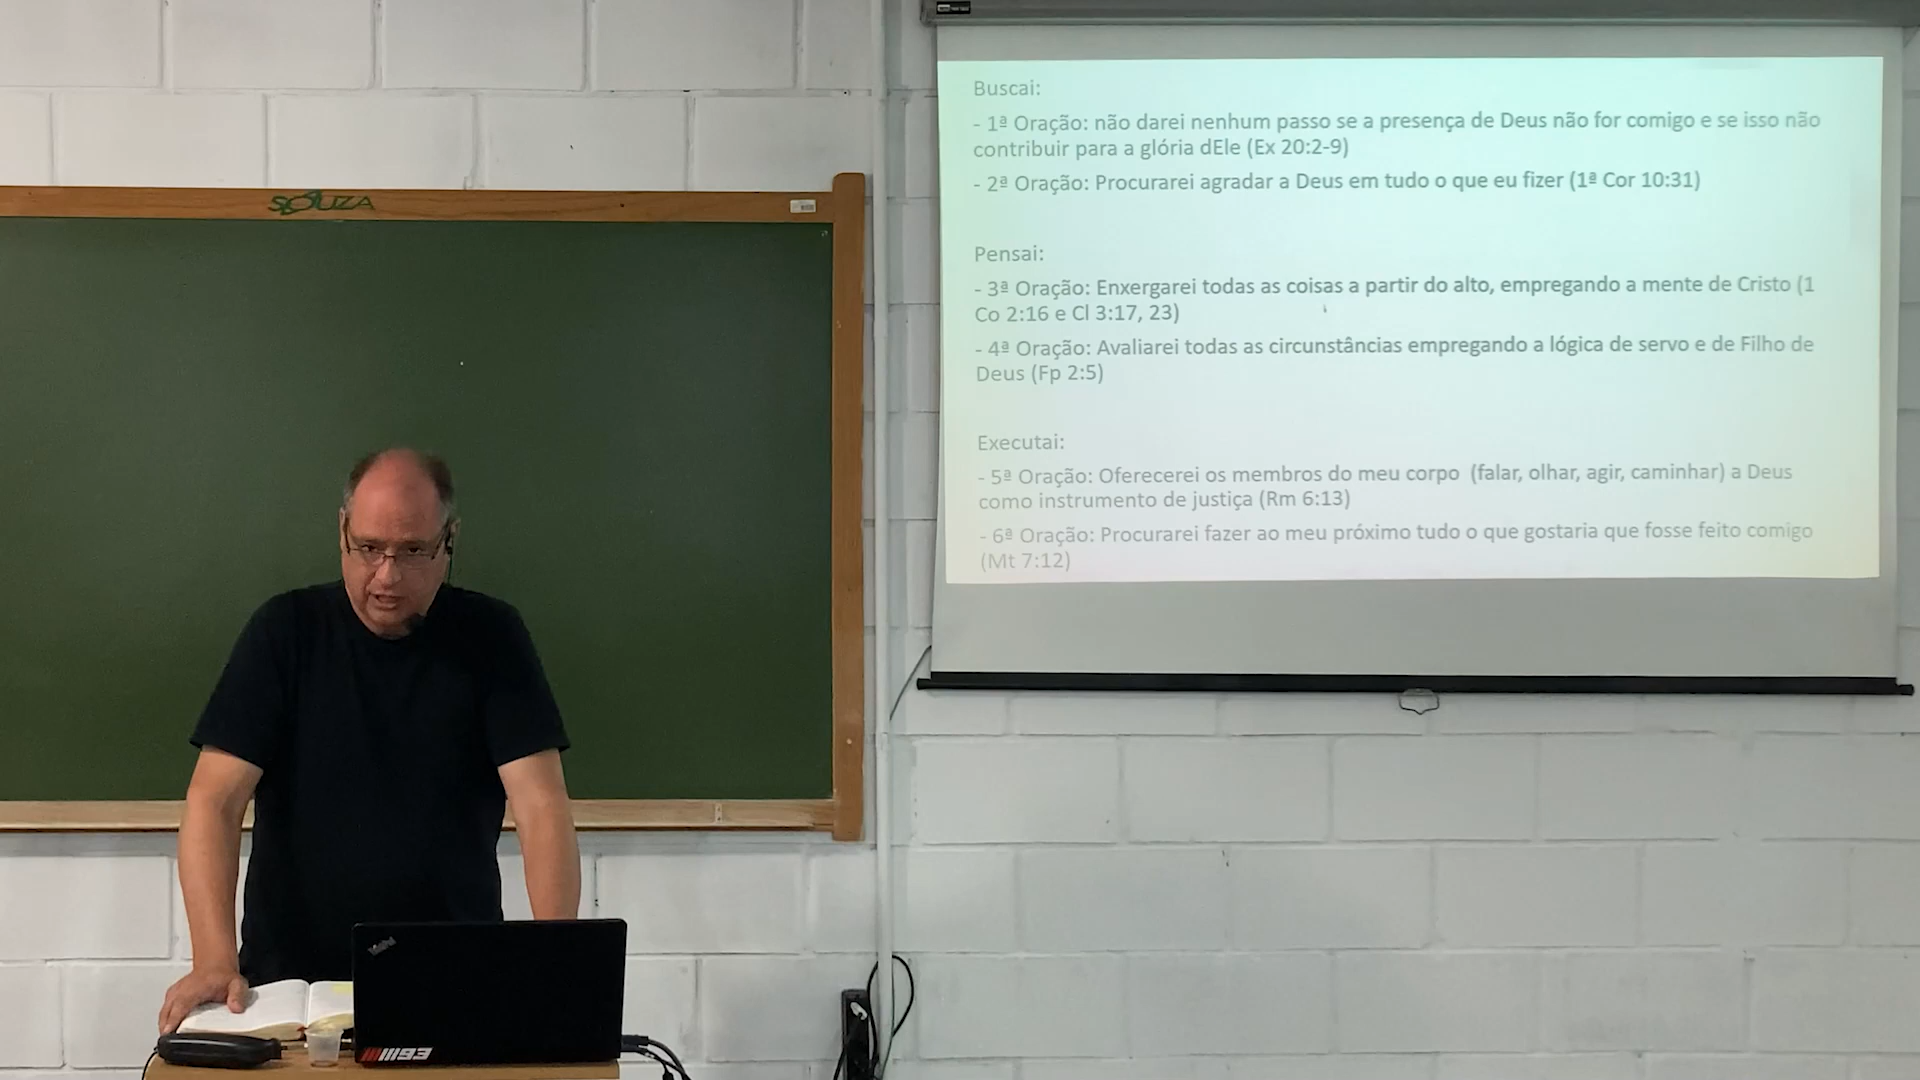 Buscai:
- 1ª Oração: não darei nenhum passo se a presença de Deus não for comigo e se isso não
contribuir para a glória dEle (Ex 20:2-9)
- 2ª Oração: Procurarei agradar a Deus em tudo o que eu fizer (1ª Cor 10:31)
Pensai:
- 3ª Oração: Enxergarei todas as coisas a partir do alto, empregando a mente de Cristo (1
Co 2:16 e Cl 3:17, 23)
- 4ª Oração: Avaliarei todas as circunstâncias empregando a lógica de servo e de Filho de
Deus (Fp 2:5)
Executai:
- 5ª Oração: Oferecerei os membros do meu corpo (falar, olhar, agir, caminhar) a Deus
como instrumento de justiça (Rm 6:13)
- 6ª Oração: Procurarei fazer ao meu próximo tudo o que gostaria que fosse feito comigo
(Mt 7:12)
SOUZA
93